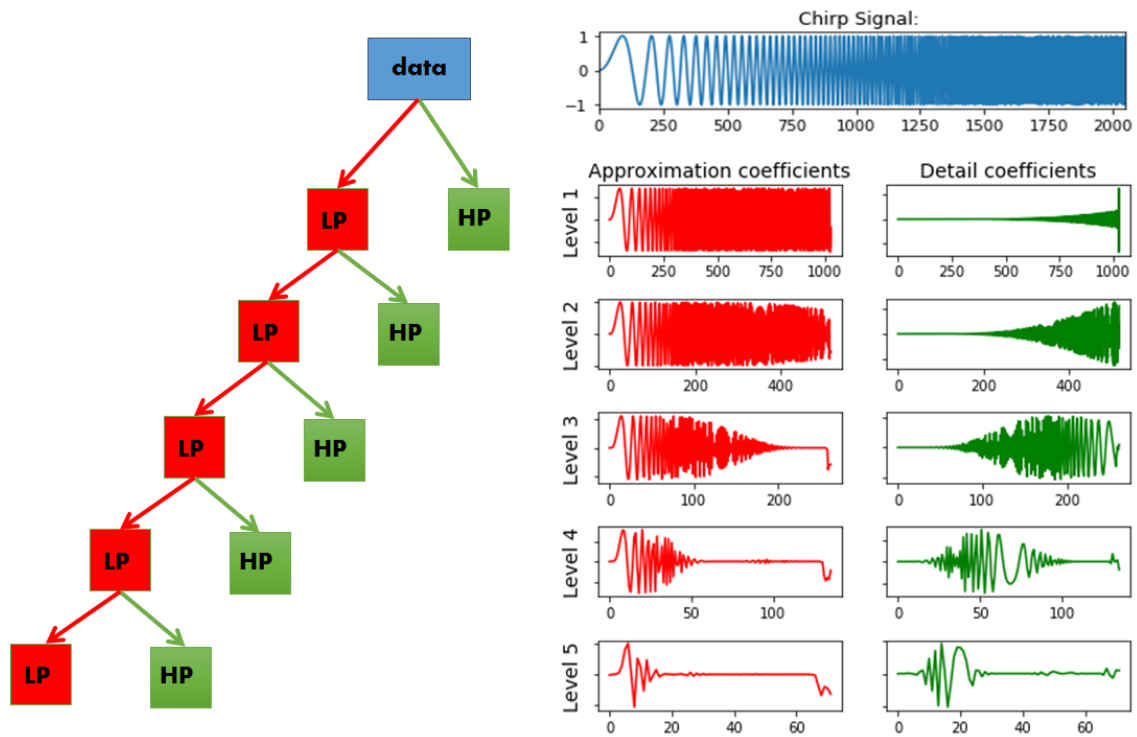 data
LP
HP
LP
HP
LP
HP
LP
HP
LP
HP
Chirp Signal:
1
0
−1
0 250 500 750 1000 1250 1500 1750 2000
Approximation coefficients Detail coefficients
Level 1
0 250 500 750 1000 0 250 500 750 1000
Level 2
0 200 400 0 200 400
Level 3
0 100 200 0 100 200
Level 4
0 50 100 0 50 100
Level 5
0 20 40 60 0 20 40 60